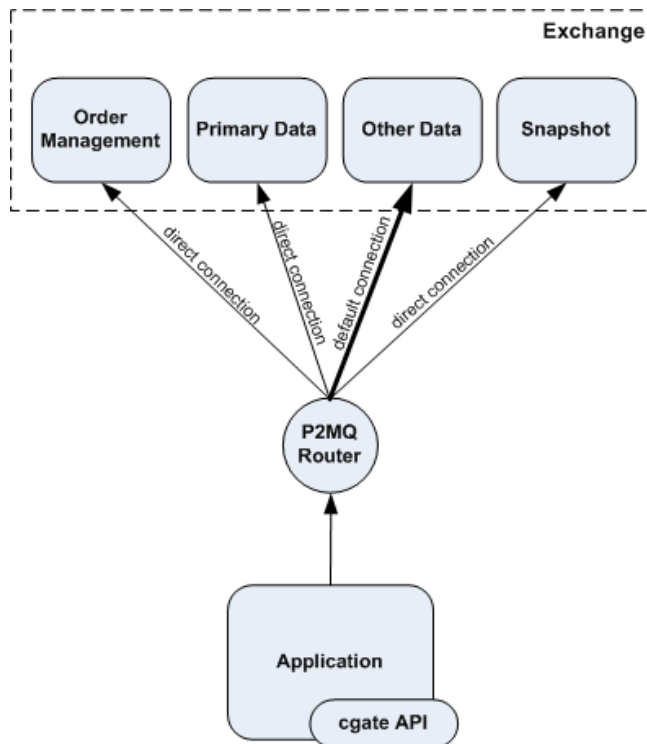 Exchange
Order
Management
Primary Data
Other Data
Snapshot
direct connection
direct connection
default connection
direct connection
P2MQ
Router
Application
cgate API